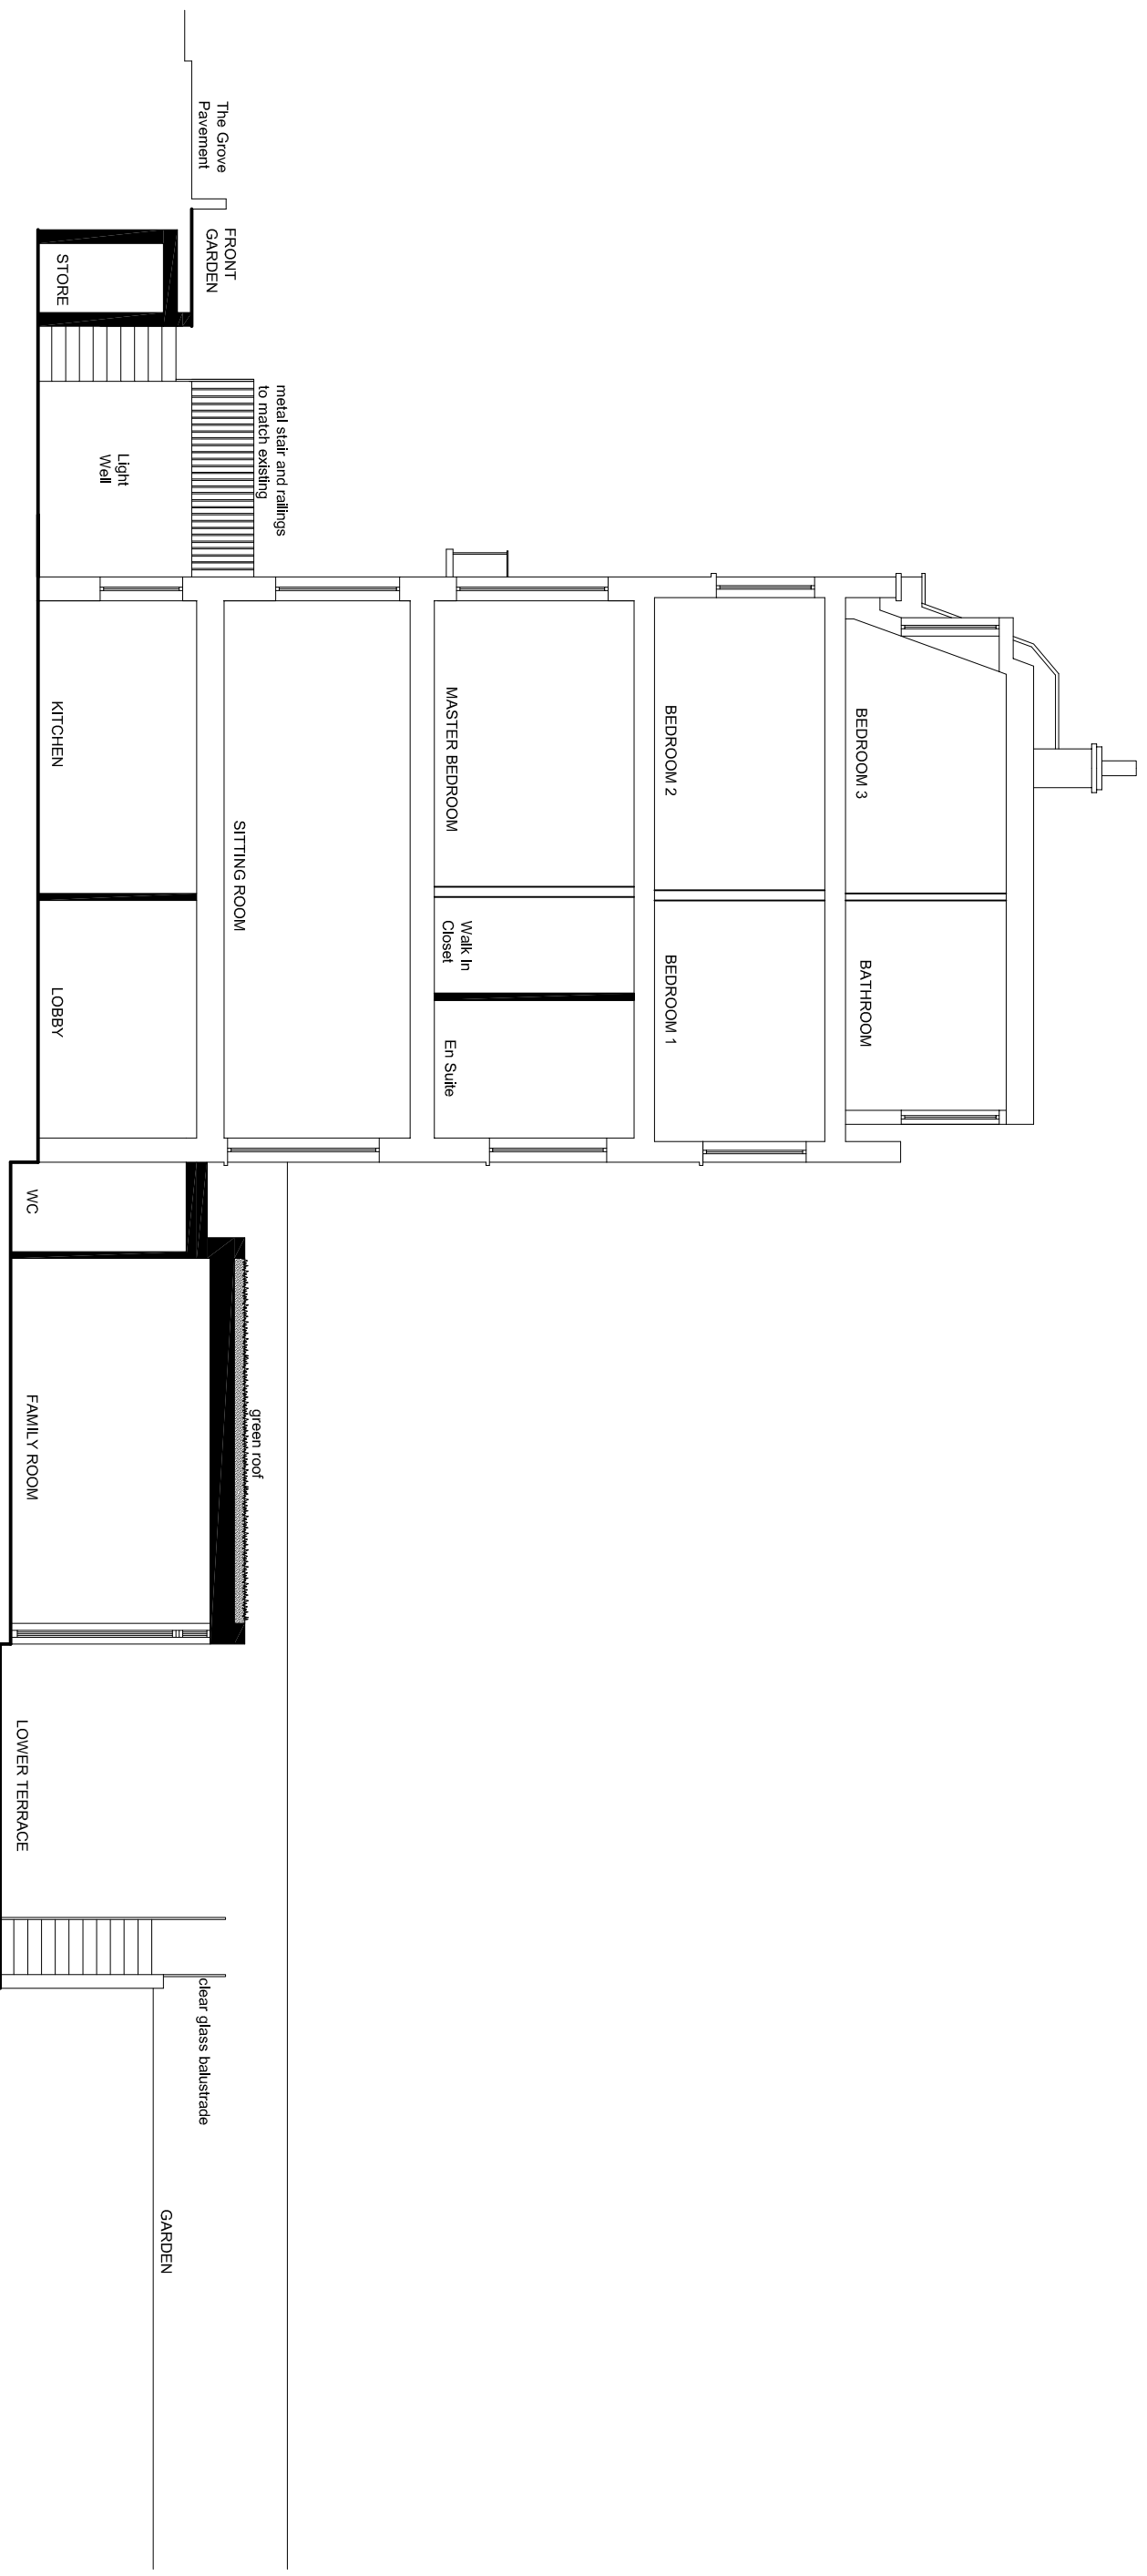 BEDROOM 3
BATHROOM
BEDROOM 2
BEDROOM 1
MASTER BEDROOM
Walk In
Closet
En Suite
metal stair and railings
to match existing
SITTING ROOM
green roof
The Grove
Pavement
FRONT
GARDEN
clear glass balustrade
Light
Well
GARDEN
STORE
KITCHEN
LOBBY
WC
FAMILY ROOM
LOWER TERRACE